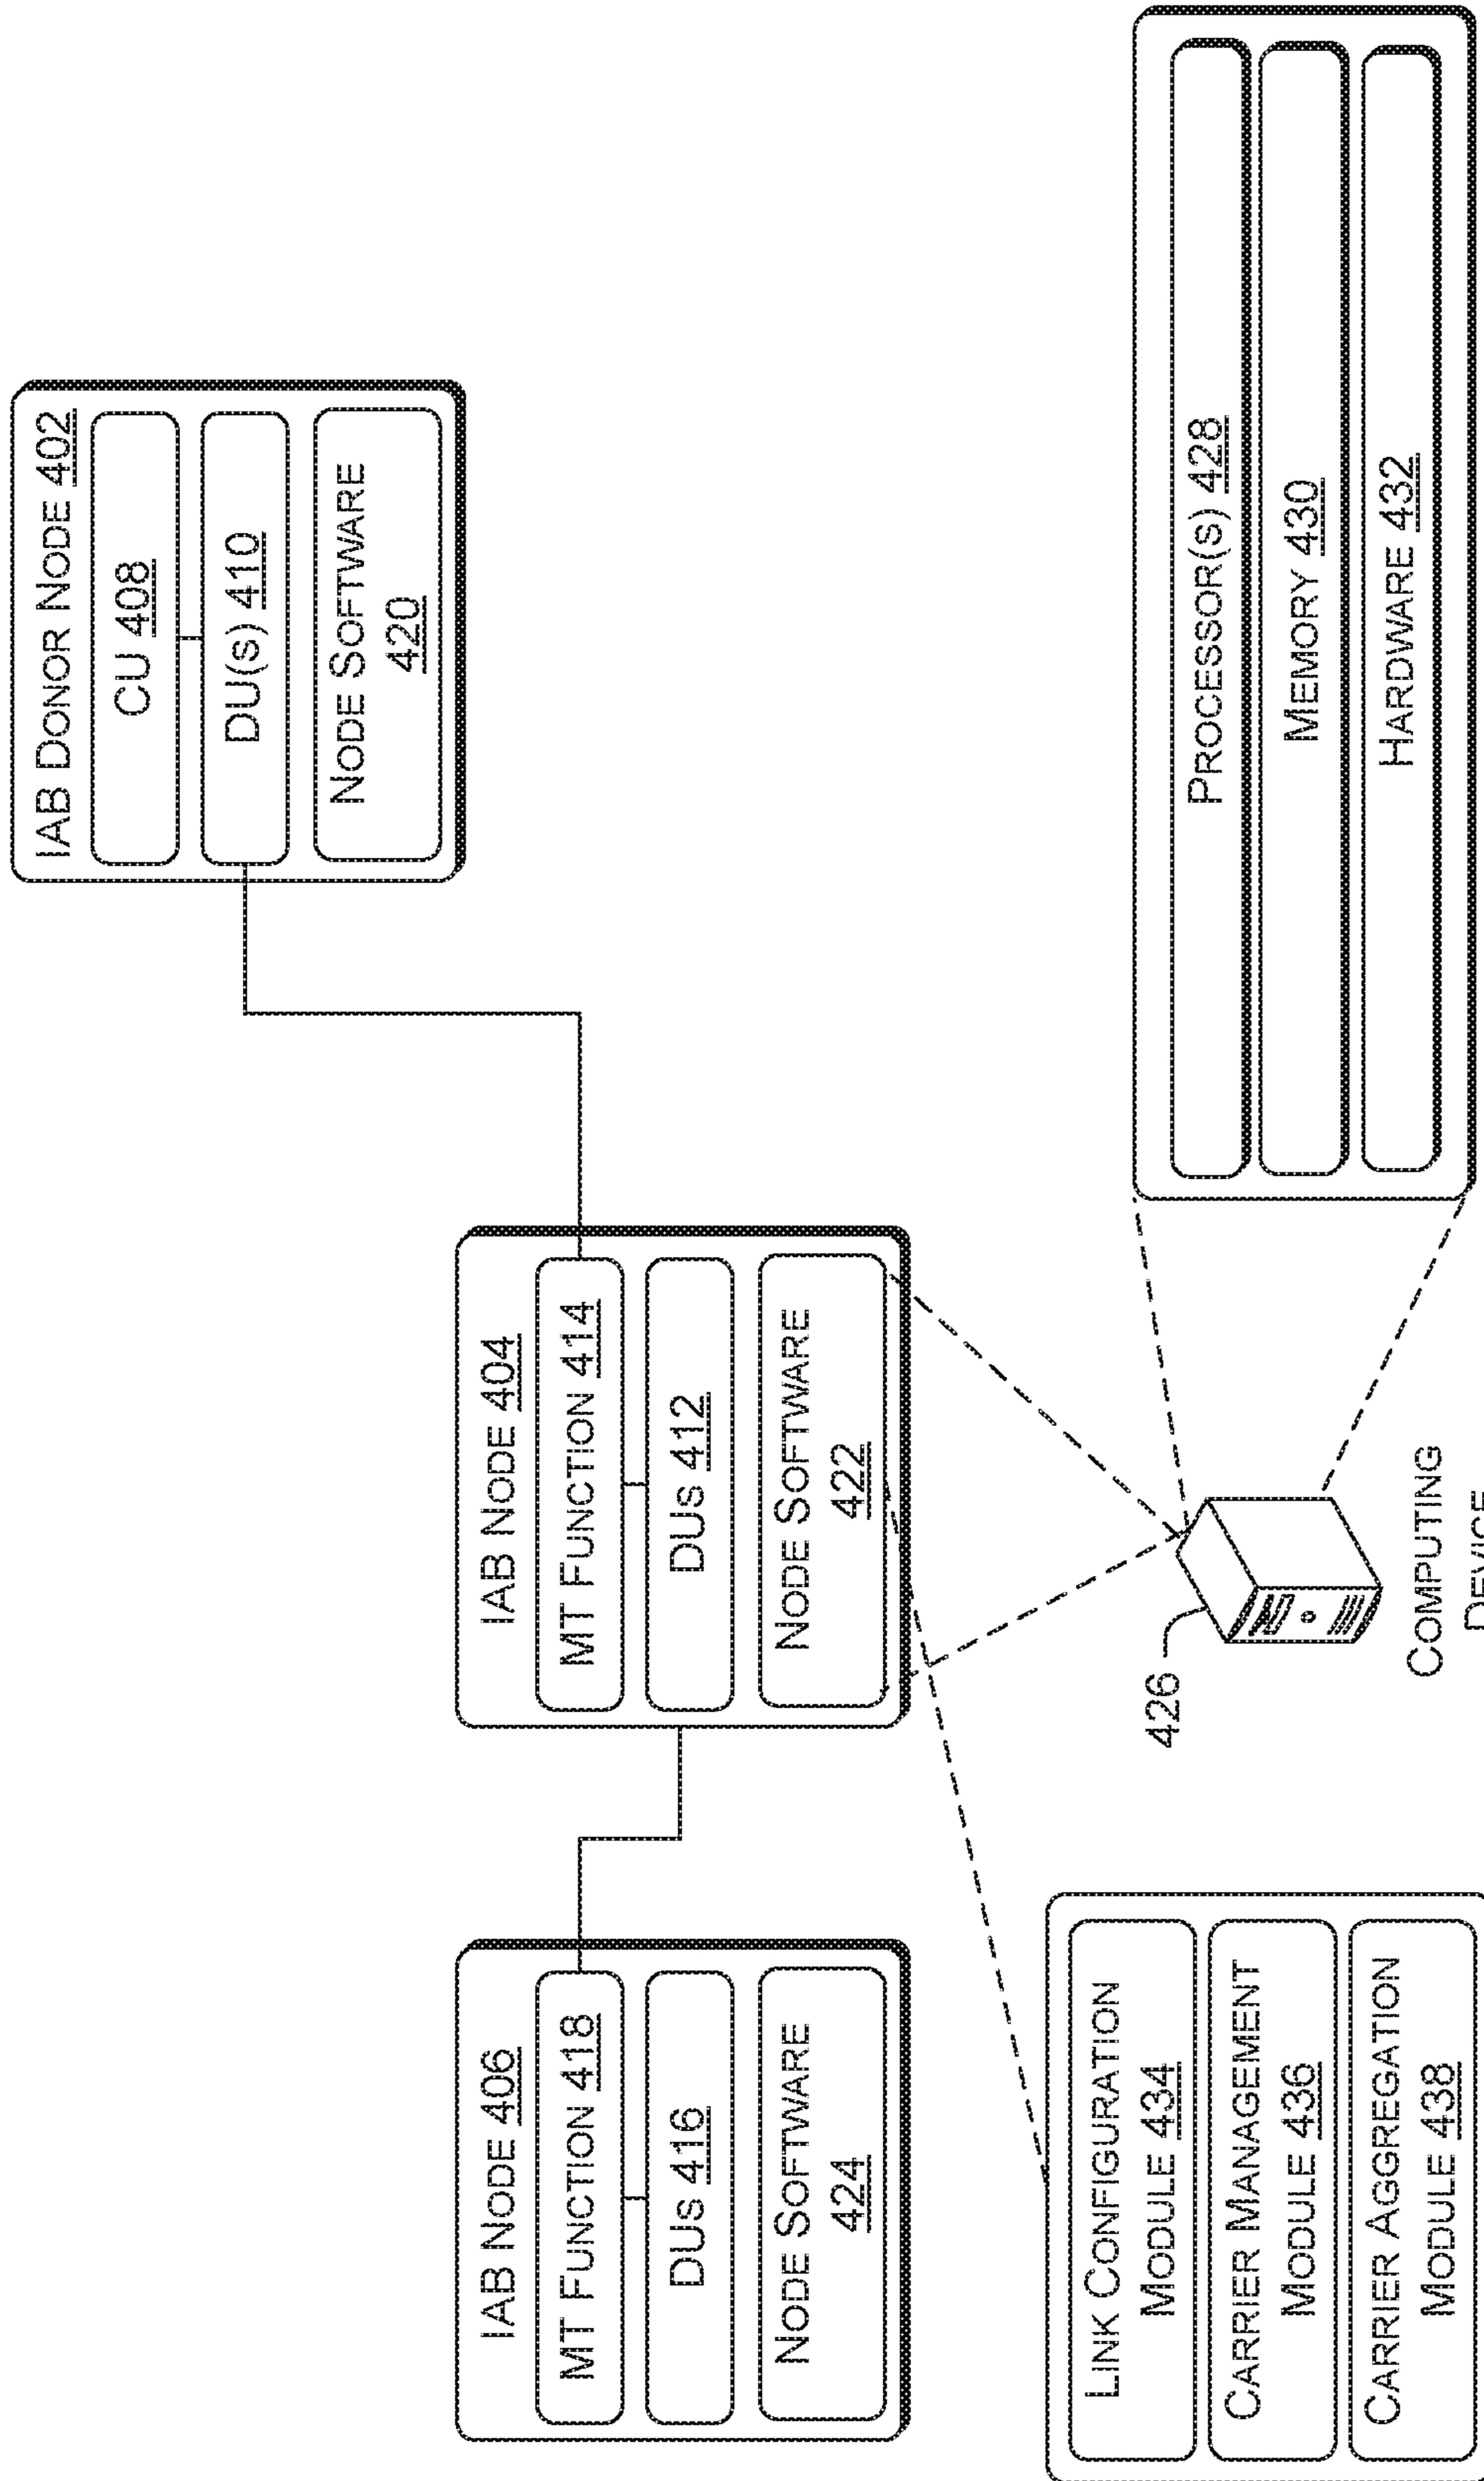 IAB DONOR NODE 402
CU 408
DU(s) 410
NODE SOFTWARE
420
IAB NODE 406
MT FUNCTION 418
DUs 416
NODE SOFTWARE
424
IAB NODE 404
MT FUNCTION 414
DUs 412
NODE SOFTWARE
422
LINK CONFIGURATION
MODULE 434
CARRIER MANAGEMENT
MODULE 436
CARRIER AGGREGATION
MODULE 438
426
COMPUTING
DEVICE
PROCESSOR(S) 428
MEMORY 430
HARDWARE 432